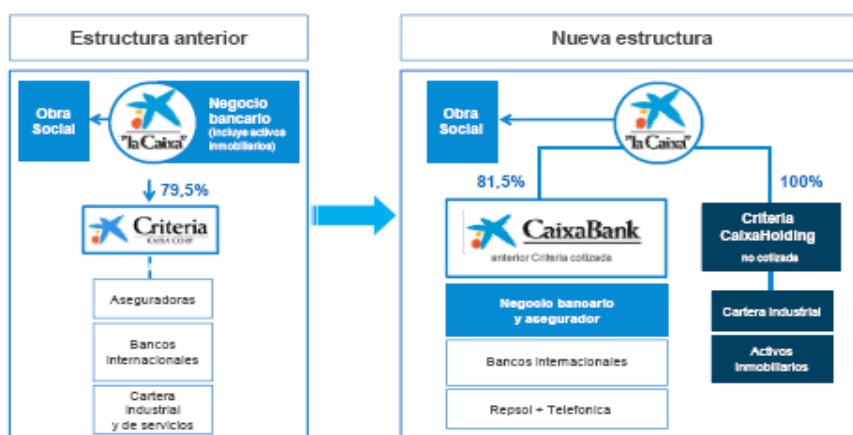 Estructura anterior
Obra
Social
"la Caixa"
Negocio
bancario
(incluye activos
inmobiliarios)
79,5%
Criteria
CAIXA CORP
Aseguradoras
Bancos
Internacionales
Cartera
Industrial
y de servicios
Nueva estructura
Obra
Social
"la Caixa"
81,5%
100%
CaixaBank
anterior Criteria cotizada
Negocio bancario
y asegurador
Bancos Internacionales
Repsol + Telefonica
Criteria
CaixaHolding
no cotizada
Cartera Industrial
Activos
Inmobiliarios